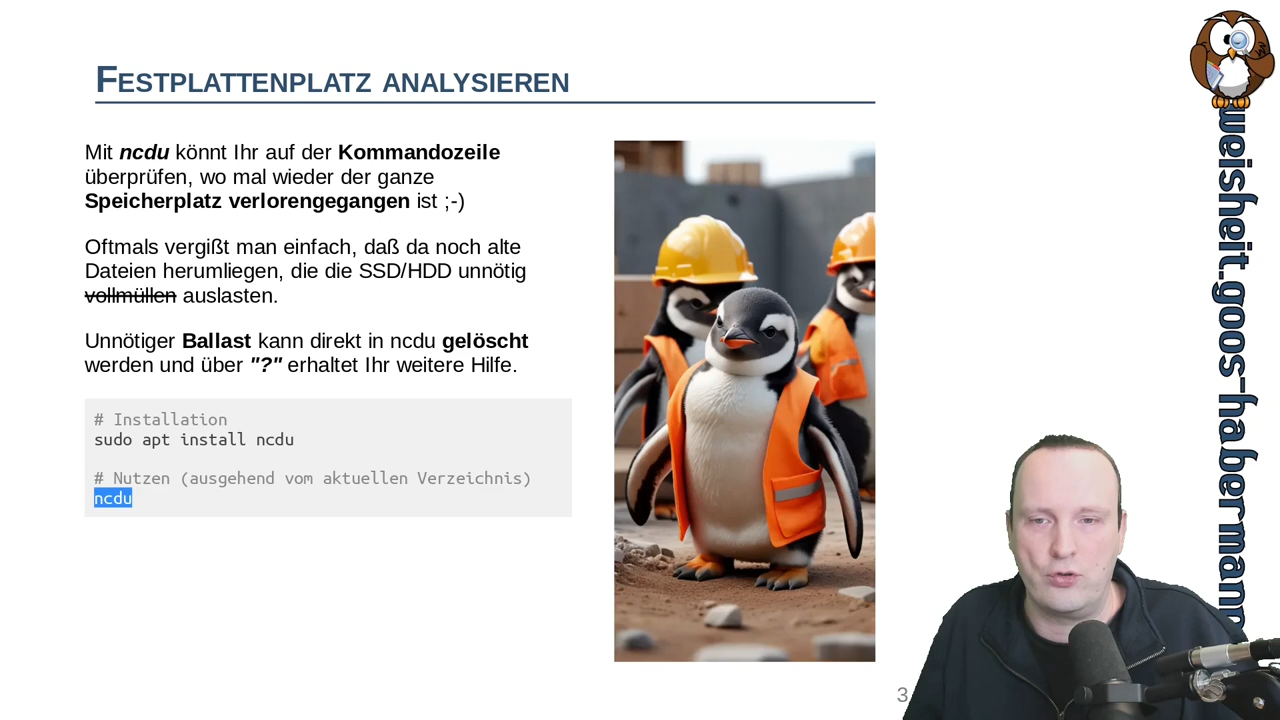 Festplattenplatz analysieren
Mit ncdu könnt Ihr auf der Kommandozeile
überprüfen, wo mal wieder der ganze
Speicherplatz verlorengegangen ist ;-)
Oftmals vergißt man einfach, daß da noch alte
Dateien herumliegen, die die SSD/HDD unnötig
vollmüllen auslasten.
Unnötiger Ballast kann direkt in ncdu gelöscht
werden und über "?" erhaltet Ihr weitere Hilfe.
# Installation
sudo apt install ncdu
# Nutzen (ausgehend vom aktuellen Verzeichnis)
ncdu
3
weisheit.goos-habermann